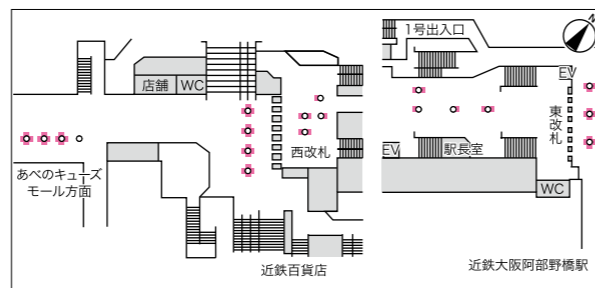 1号出入口
EV
店舗
WC
東改札
西改札
EV
駅長室
あべのキューズ
モール方面
WC
近鉄百貨店
近鉄大阪阿部野橋駅